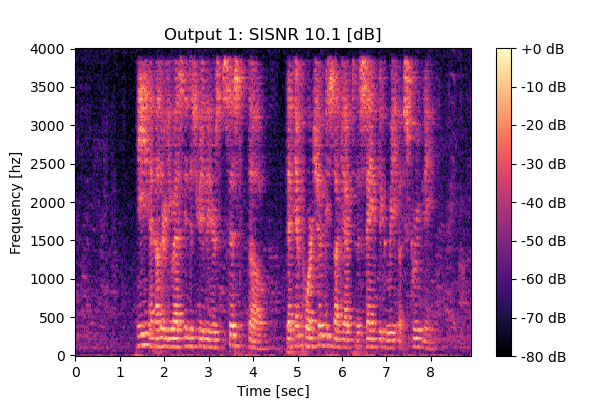 Output 1: SISNR 10.1 [dB]
4000
3500
3000
2500
2000
1500
1000
500
0
Frequency [hz]
0 1 2 3 4 5 6 7 8
Time [sec]
+0 dB
-10 dB
-20 dB
-30 dB
-40 dB
-50 dB
-60 dB
-70 dB
-80 dB